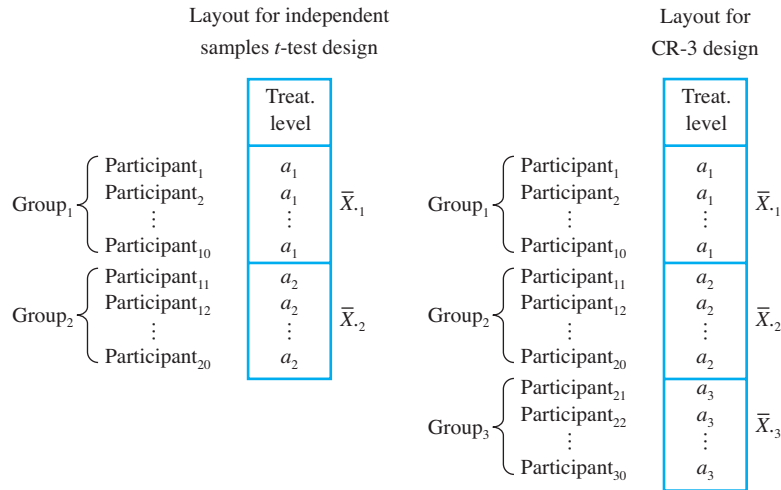 Layout for independent
samples t-test design
Treat.
level
Group₁
Participant₁ a₁
Participant₂ a₁
⋮ ⋮
Participant₁₀ a₁
X̄.₁
Group₂
Participant₁₁ a₂
Participant₁₂ a₂
⋮ ⋮
Participant₂₀ a₂
X̄.₂
Layout for
CR-3 design
Treat.
level
Group₁
Participant₁ a₁
Participant₂ a₁
⋮ ⋮
Participant₁₀ a₁
X̄.₁
Group₂
Participant₁₁ a₂
Participant₁₂ a₂
⋮ ⋮
Participant₂₀ a₂
X̄.₂
Group₃
Participant₂₁ a₃
Participant₂₂ a₃
⋮ ⋮
Participant₃₀ a₃
X̄.₃